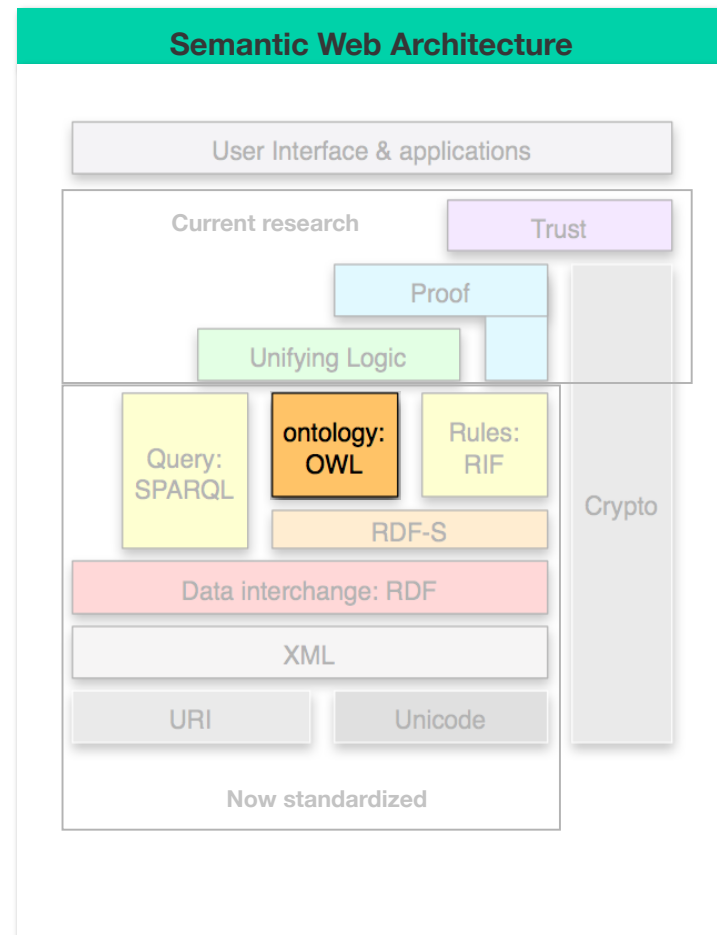 Semantic Web Architecture
User Interface & applications
Current research
Trust
Proof
Unifying Logic
Query:
SPARQL
ontology:
OWL
Rules:
RIF
Crypto
RDF-S
Data interchange: RDF
XML
URI
Unicode
Now standardized